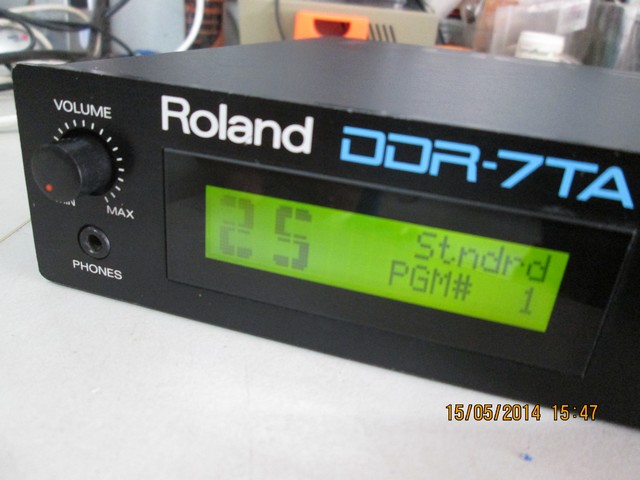 VOLUME
MIN
MAX
PHONES
Roland
DDR-7TA
25
Stndrd
PGM# 1
15/05/2014 15:47